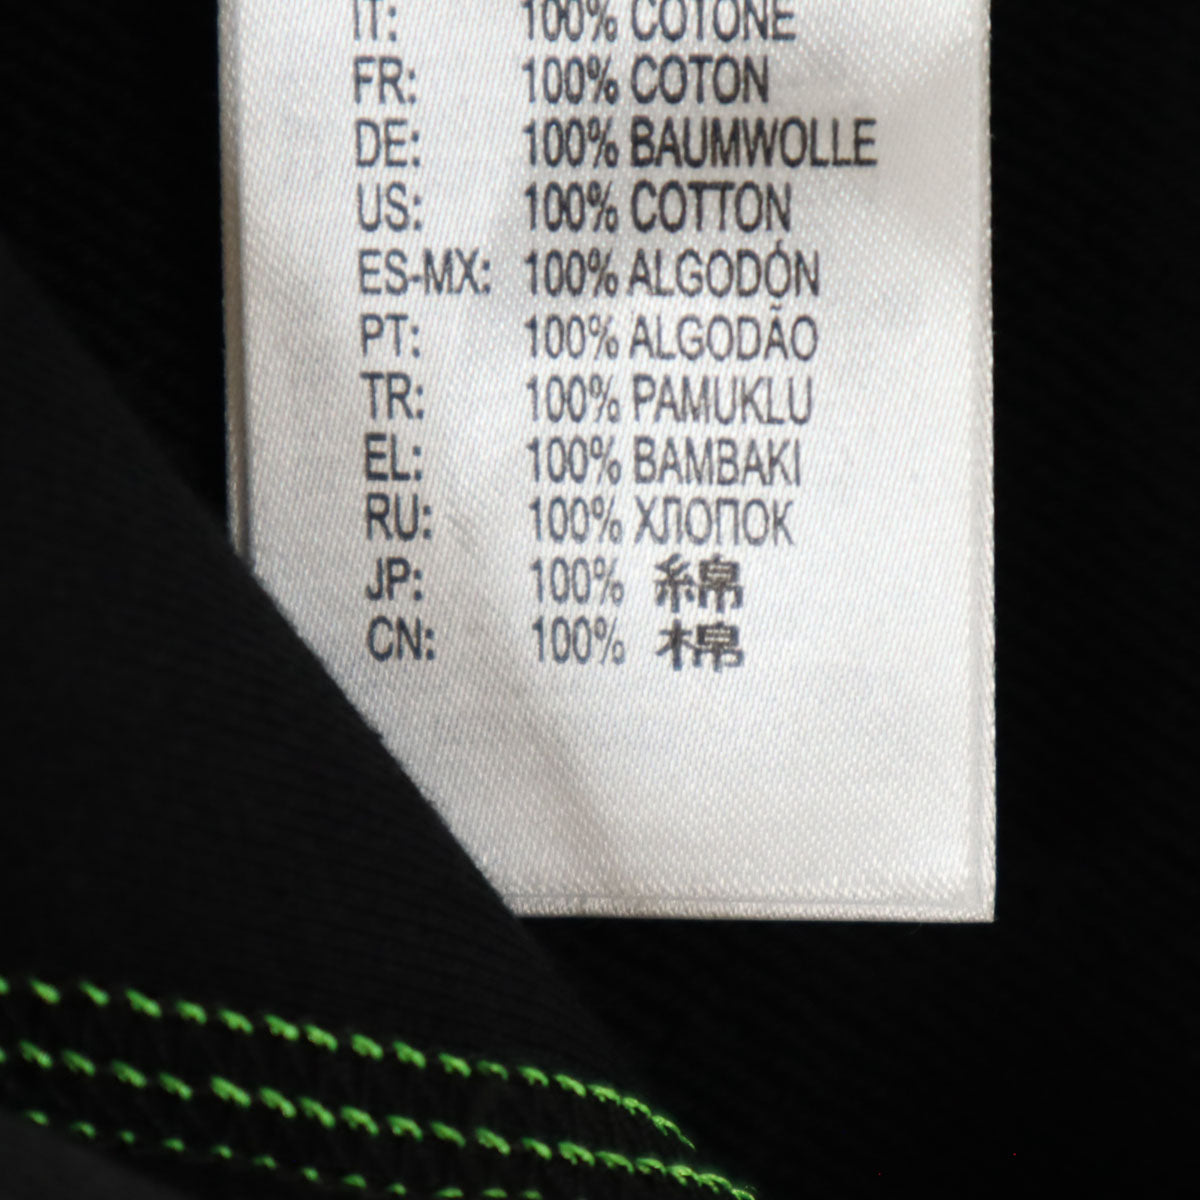 IT: 100% COTONE
FR: 100% COTON
DE: 100% BAUMWOLLE
US: 100% COTTON
ES-MX: 100% ALGODÓN
PT: 100% ALGODÃO
TR: 100% PAMUKLU
EL: 100% BAMBAKI
RU: 100% ХЛОПОК
JP: 100% 綿
CN: 100% 棉